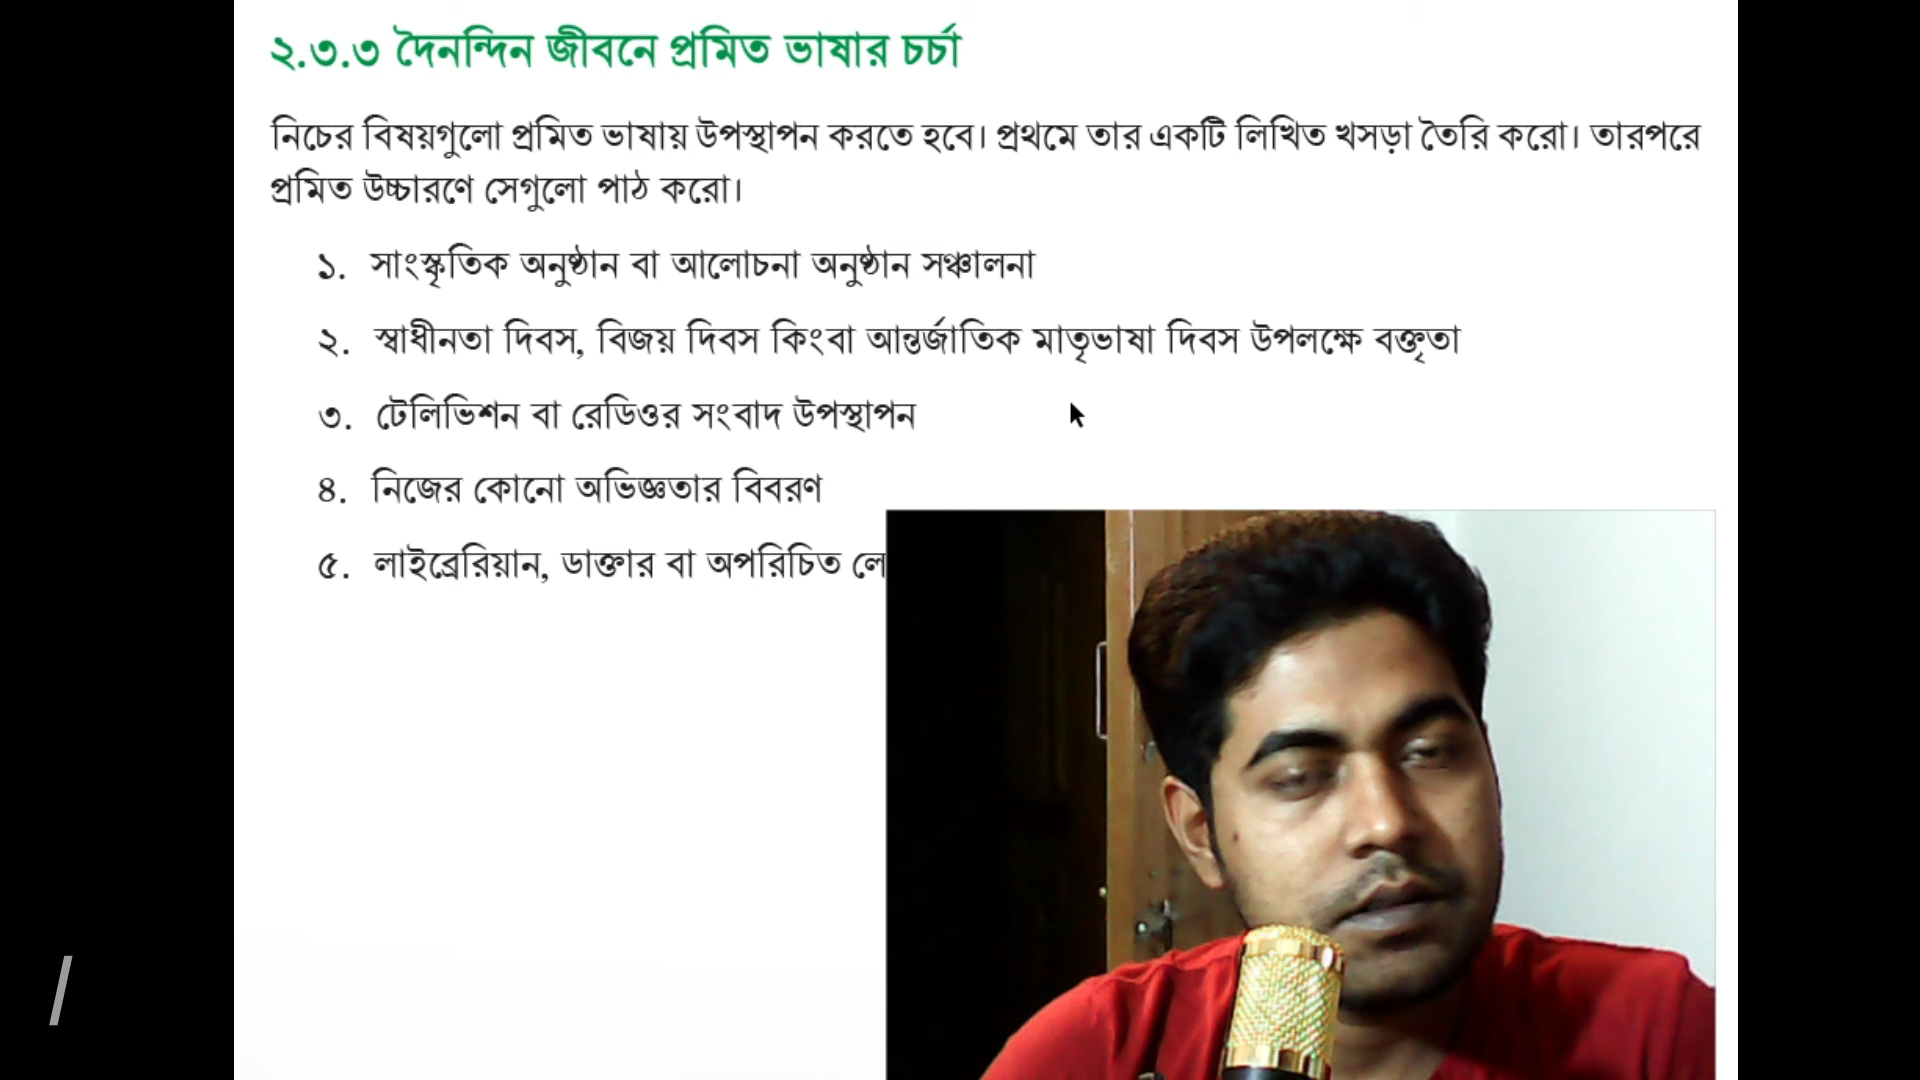 ২.৩.৩ দৈনন্দিন জীবনে প্রমিত ভাষার চর্চা
নিচের বিষয়গুলো প্রমিত ভাষায় উপস্থাপন করতে হবে। প্রথমে তার একটি লিখিত খসড়া তৈরি করো। তারপরে
প্রমিত উচ্চারণে সেগুলো পাঠ করো।
১. সাংস্কৃতিক অনুষ্ঠান বা আলোচনা অনুষ্ঠান সঞ্চালনা
২. স্বাধীনতা দিবস, বিজয় দিবস কিংবা আন্তর্জাতিক মাতৃভাষা দিবস উপলক্ষে বক্তৃতা
৩. টেলিভিশন বা রেডিওর সংবাদ উপস্থাপন
৪. নিজের কোনো অভিজ্ঞতার বিবরণ
৫. লাইব্রেরিয়ান, ডাক্তার বা অপরিচিত